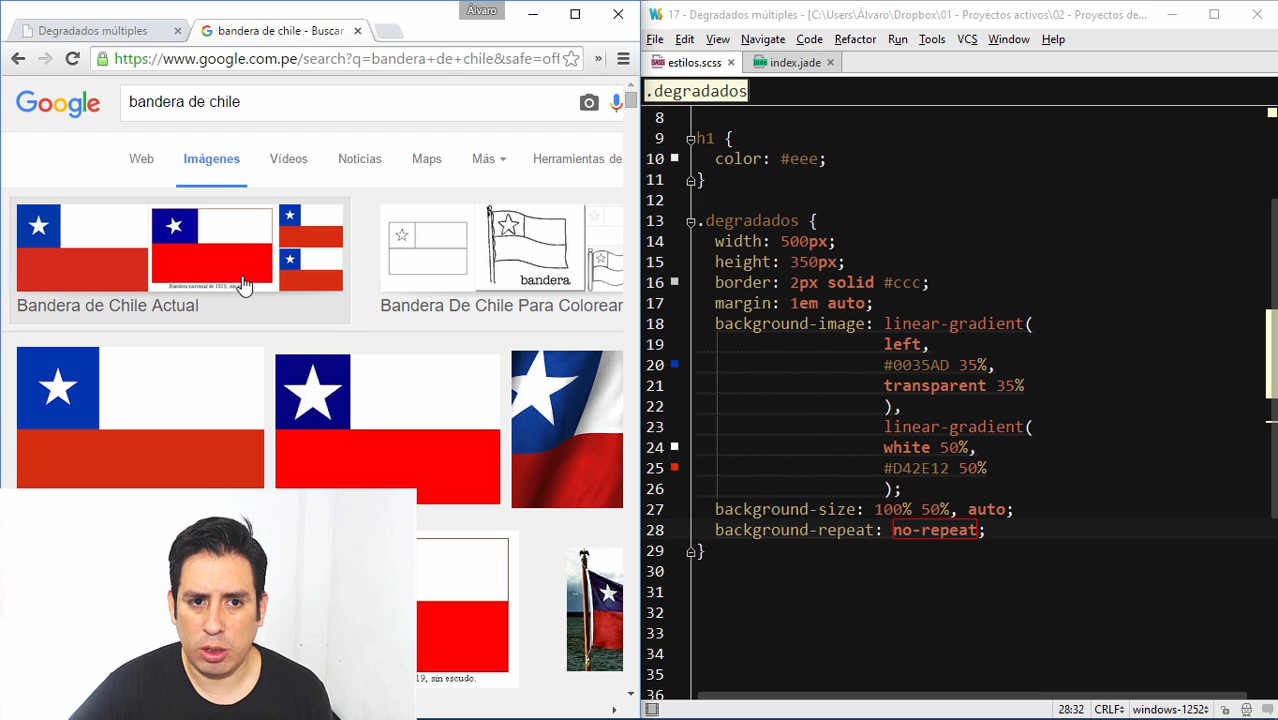 Álvaro
Degradados múltiples
bandera de chile - Buscar
https://www.google.com.pe/search?q=bandera+de+chile&safe=off
Google
bandera de chile
Web
Imágenes
Vídeos
Noticias
Maps
Más
Herramientas de
bandera
Bandera de Chile Actual
Bandera De Chile Para Colorear
19, sin escudo.
17 - Degradados múltiples - [C:\Users\Álvaro\Dropbox\01 - Proyectos activos\02 - Proyectos de...
File Edit View Navigate Code Refactor Run Tools VCS Window Help
estilos.scss
index.jade
.degradados
8
9 h1 {
10 color: #eee;
11 }
12
13 .degradados {
14 width: 500px;
15 height: 350px;
16 border: 2px solid #ccc;
17 margin: 1em auto;
18 background-image: linear-gradient(
19 left,
20 #0035AD 35%,
21 transparent 35%
22 ),
23 linear-gradient(
24 white 50%,
25 #D42E12 50%
26 );
27 background-size: 100% 50%, auto;
28 background-repeat: no-repeat;
29 }
30
31
32
33
34
35
36
28:32 CRLF windows-1252